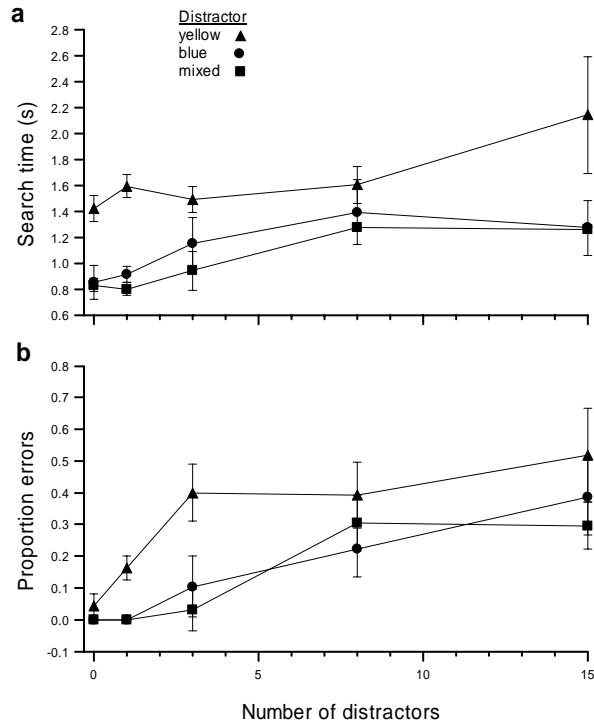 a
Distractor
yellow
blue
mixed
2.8
2.6
2.4
2.2
2.0
1.8
1.6
1.4
1.2
1.0
0.8
0.6
Search time (s)
b
0.8
0.7
0.6
0.5
0.4
0.3
0.2
0.1
0.0
-0.1
Proportion errors
0 5 10 15
Number of distractors